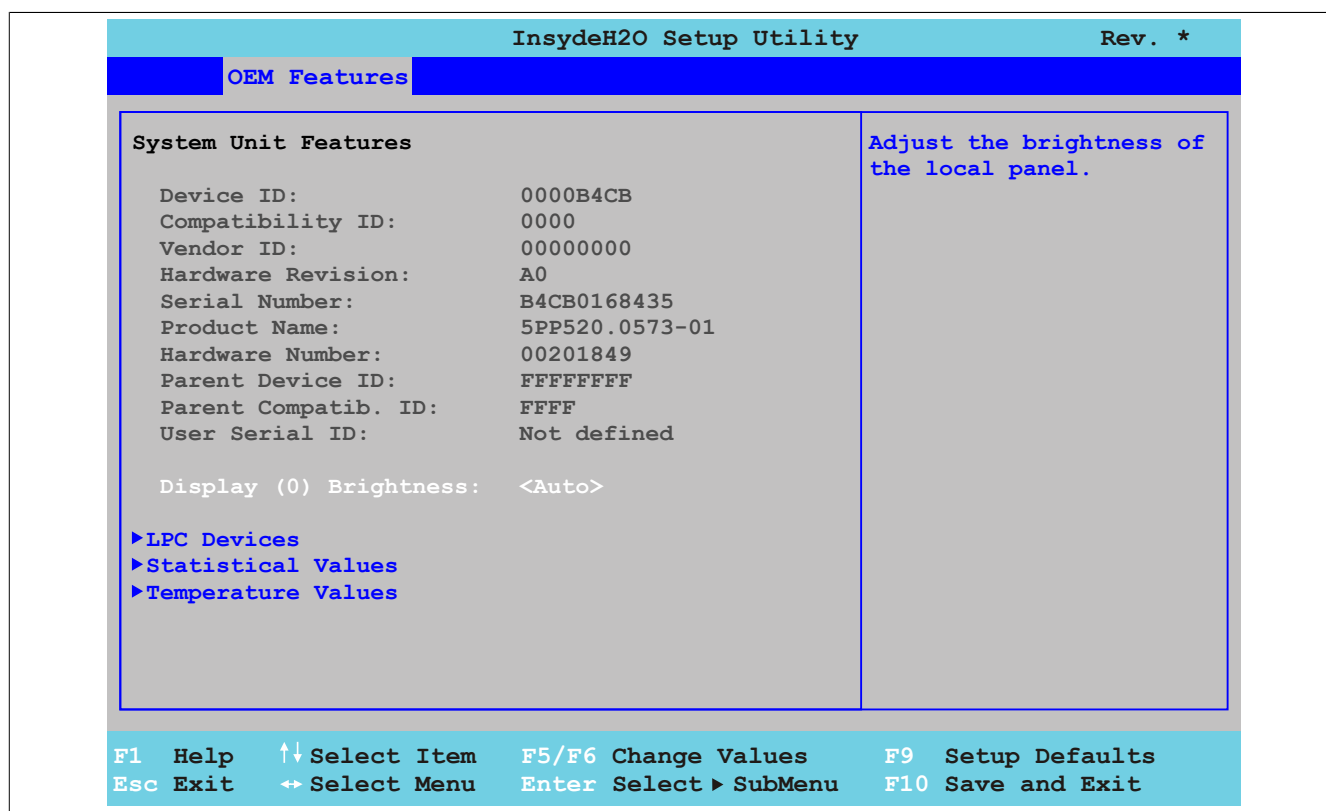 InsydeH2O Setup Utility Rev. *
OEM Features
System Unit Features
Device ID: 0000B4CB
Compatibility ID: 0000
Vendor ID: 00000000
Hardware Revision: A0
Serial Number: B4CB0168435
Product Name: 5PP520.0573-01
Hardware Number: 00201849
Parent Device ID: FFFFFFFF
Parent Compatib. ID: FFFF
User Serial ID: Not defined
Display (0) Brightness: <Auto>
▶LPC Devices
▶Statistical Values
▶Temperature Values
Adjust the brightness of
the local panel.
F1 Help ↑↓ Select Item F5/F6 Change Values F9 Setup Defaults
Esc Exit ↔ Select Menu Enter Select ▶ SubMenu F10 Save and Exit